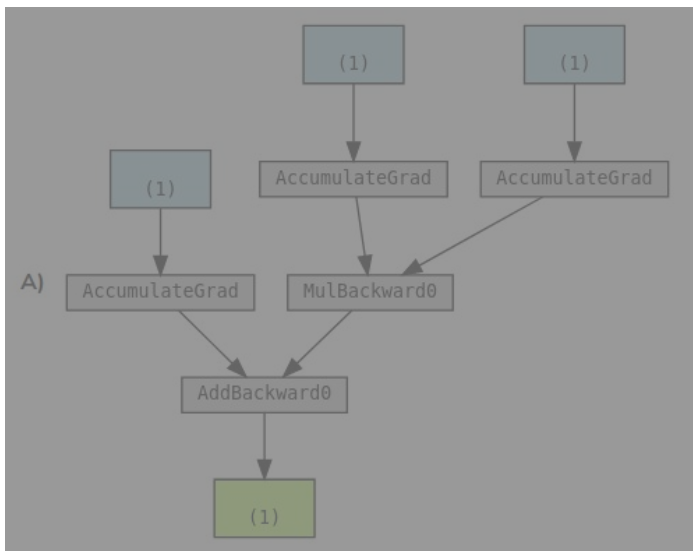 (1) (1)
AccumulateGrad AccumulateGrad
(1)
A) AccumulateGrad MulBackward0
AddBackward0
(1)